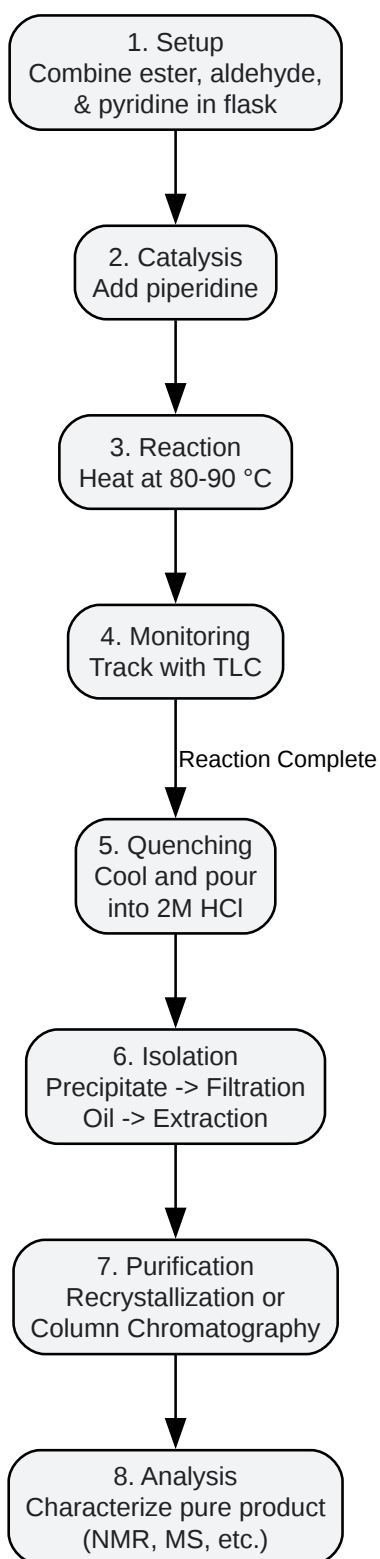 1. Setup
Combine ester, aldehyde,
& pyridine in flask
2. Catalysis
Add piperidine
3. Reaction
Heat at 80-90 °C
4. Monitoring
Track with TLC
Reaction Complete
5. Quenching
Cool and pour
into 2M HCl
6. Isolation
Precipitate -> Filtration
Oil -> Extraction
7. Purification
Recrystallization or
Column Chromatography
8. Analysis
Characterize pure product
(NMR, MS, etc.)